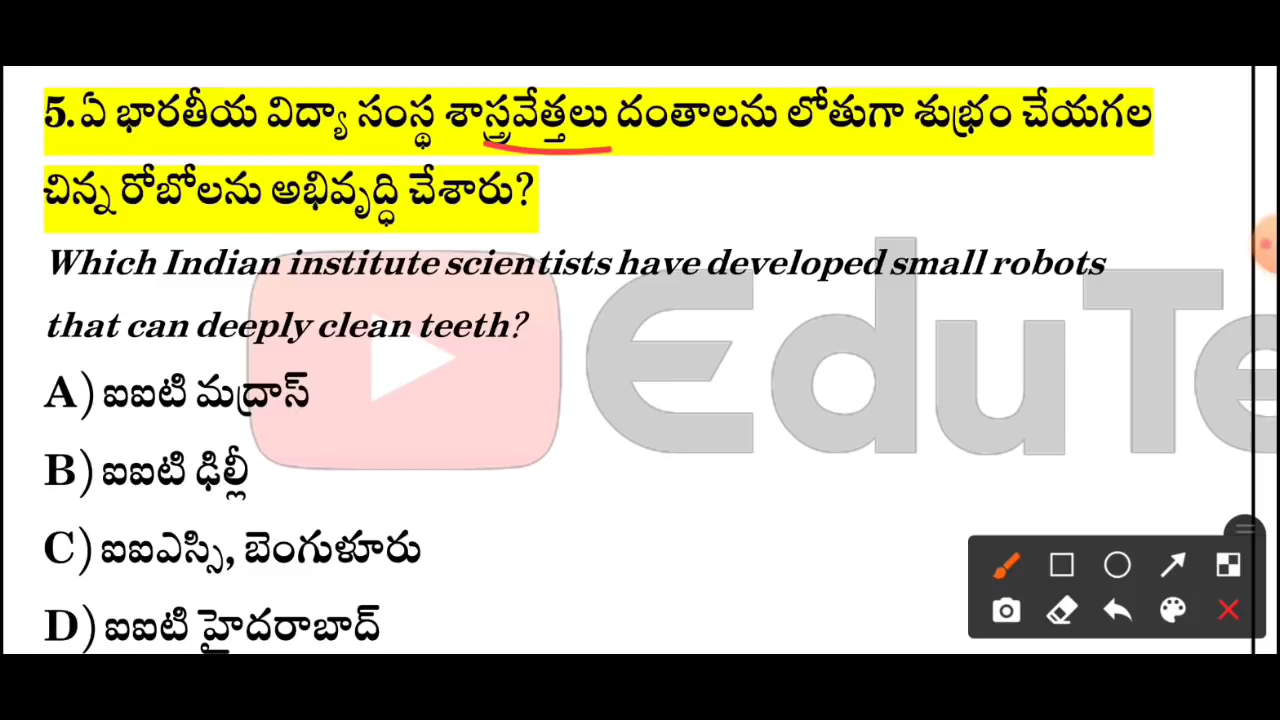 5. ఏ భారతీయ విద్యా సంస్థ శాస్త్రవేత్తలు దంతాలను లోతుగా శుభ్రం చేయగల
చిన్న రోబోలను అభివృద్ధి చేశారు?
Which Indian institute scientists have developed small robots
that can deeply clean teeth?
A) ఐఐటి మద్రాస్
B) ఐఐటి ఢిల్లీ
C) ఐఐఎస్సి, బెంగుళూరు
D) ఐఐటి హైదరాబాద్
EduTe